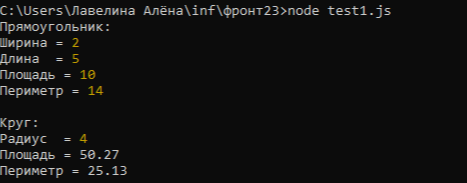 C:\Users\Лавелина Алёна\inf\фронт23>node test1.js
Прямоугольник:
Ширина = 2
Длина  = 5
Площадь = 10
Периметр = 14

Круг:
Радиус  = 4
Площадь = 50.27
Периметр = 25.13